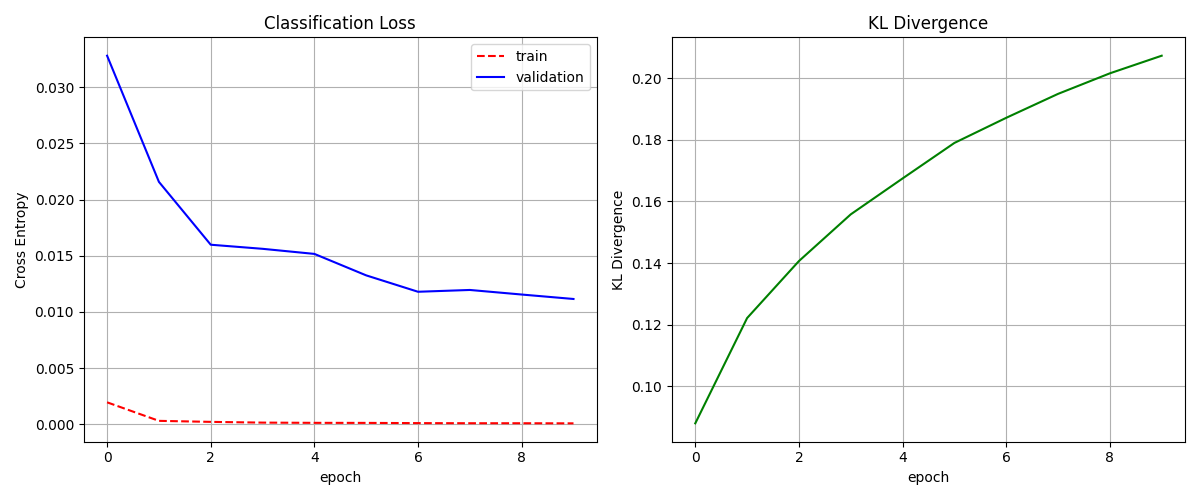 Classification Loss
train
validation
0.030
0.025
0.020
0.015
0.010
0.005
0.000
Cross Entropy
0
2
4
6
8
epoch
KL Divergence
0.20
0.18
0.16
0.14
0.12
0.10
KL Divergence
0
2
4
6
8
epoch